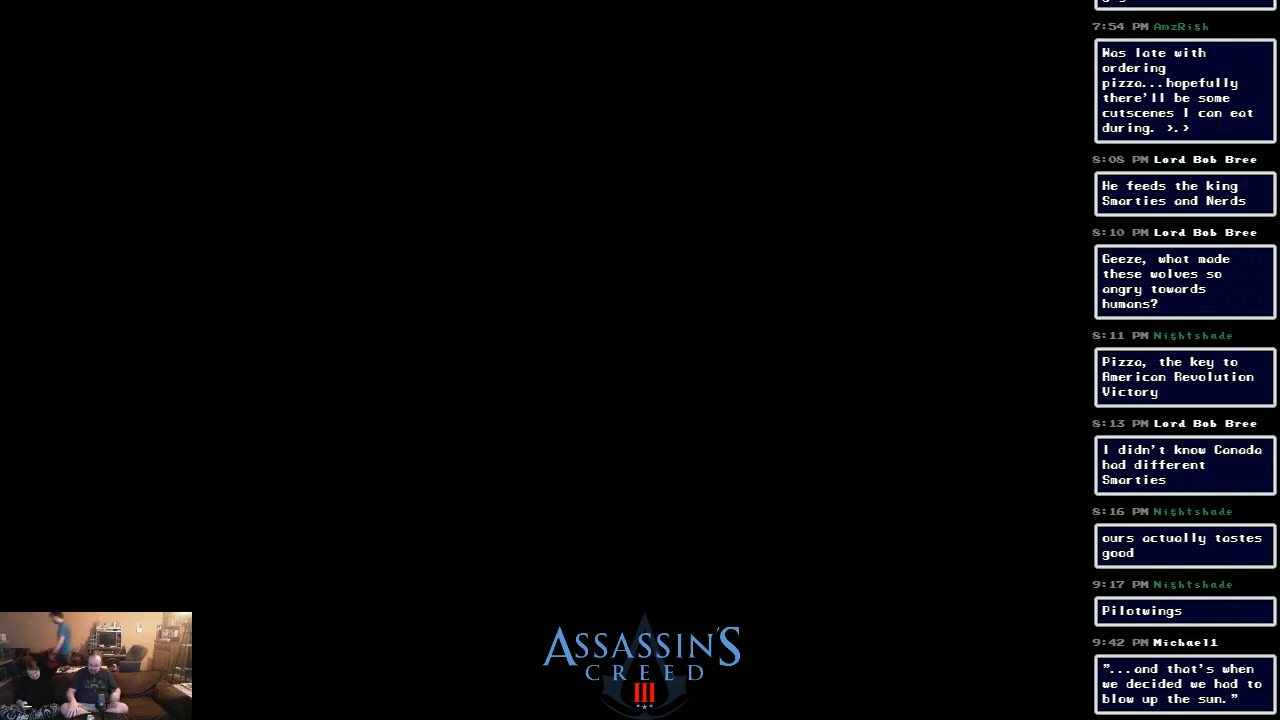 7:54 PM AmzRigh
Was late with
ordering
pizza...hopefully
there'll be some
cutscenes I can eat
during. >.>
8:08 PM Lord Bob Bree
He feeds the king
Smarties and Nerds
8:10 PM Lord Bob Bree
Geeze, what made
these wolves so
angry towards
humans?
8:11 PM Nightshade
Pizza, the key to
American Revolution
Victory
8:13 PM Lord Bob Bree
I didn't know Canada
had different
Smarties
8:16 PM Nightshade
ours actually tastes
good
9:17 PM Nightshade
Pilotwings
9:42 PM Michael1
"...and that's when
we decided we had to
blow up the sun."
ASSASSIN'S
CREED
III